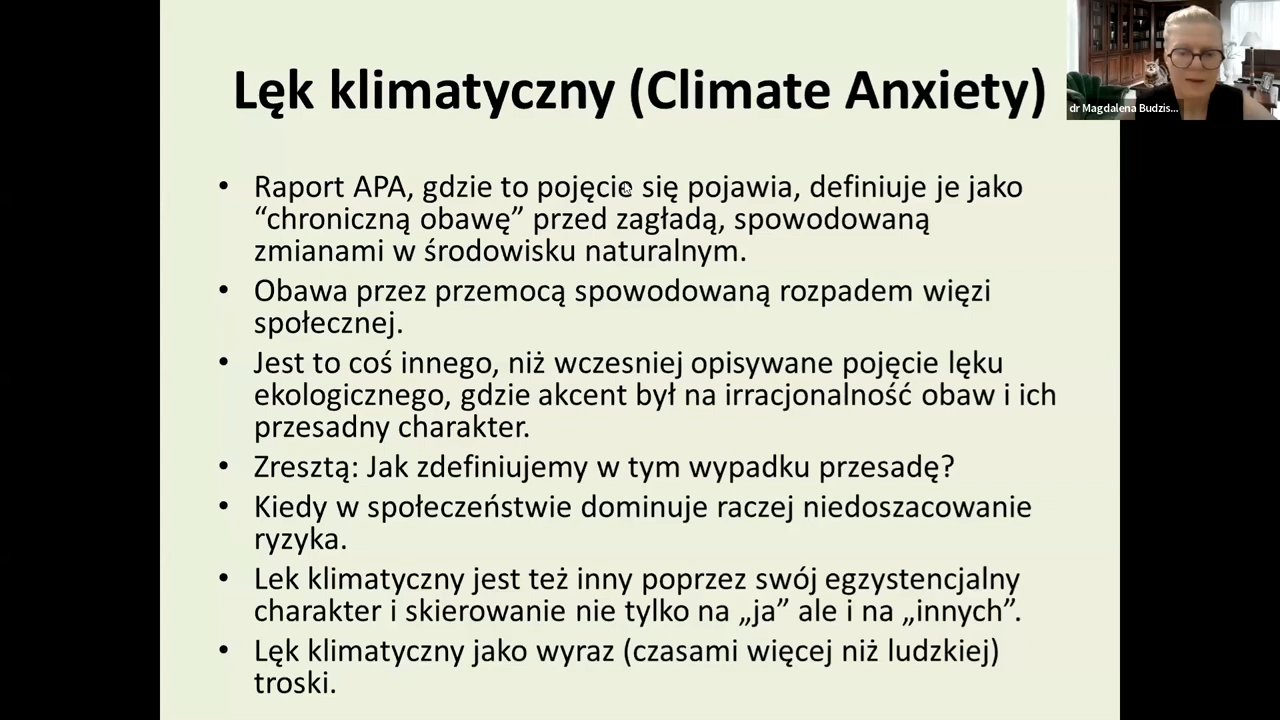 Lęk klimatyczny (Climate Anxiety)
dr Magdalena Budzis...
• Raport APA, gdzie to pojęcie się pojawia, definiuje je jako
“chroniczną obawę” przed zagładą, spowodowaną
zmianami w środowisku naturalnym.
• Obawa przez przemocą spowodowaną rozpadem więzi
społecznej.
• Jest to coś innego, niż wczesniej opisywane pojęcie lęku
ekologicznego, gdzie akcent był na irracjonalność obaw i ich
przesadny charakter.
• Zresztą: Jak zdefiniujemy w tym wypadku przesadę?
• Kiedy w społeczeństwie dominuje raczej niedoszacowanie
ryzyka.
• Lek klimatyczny jest też inny poprzez swój egzystencjalny
charakter i skierowanie nie tylko na „ja” ale i na „innych”.
• Lęk klimatyczny jako wyraz (czasami więcej niż ludzkiej)
troski.